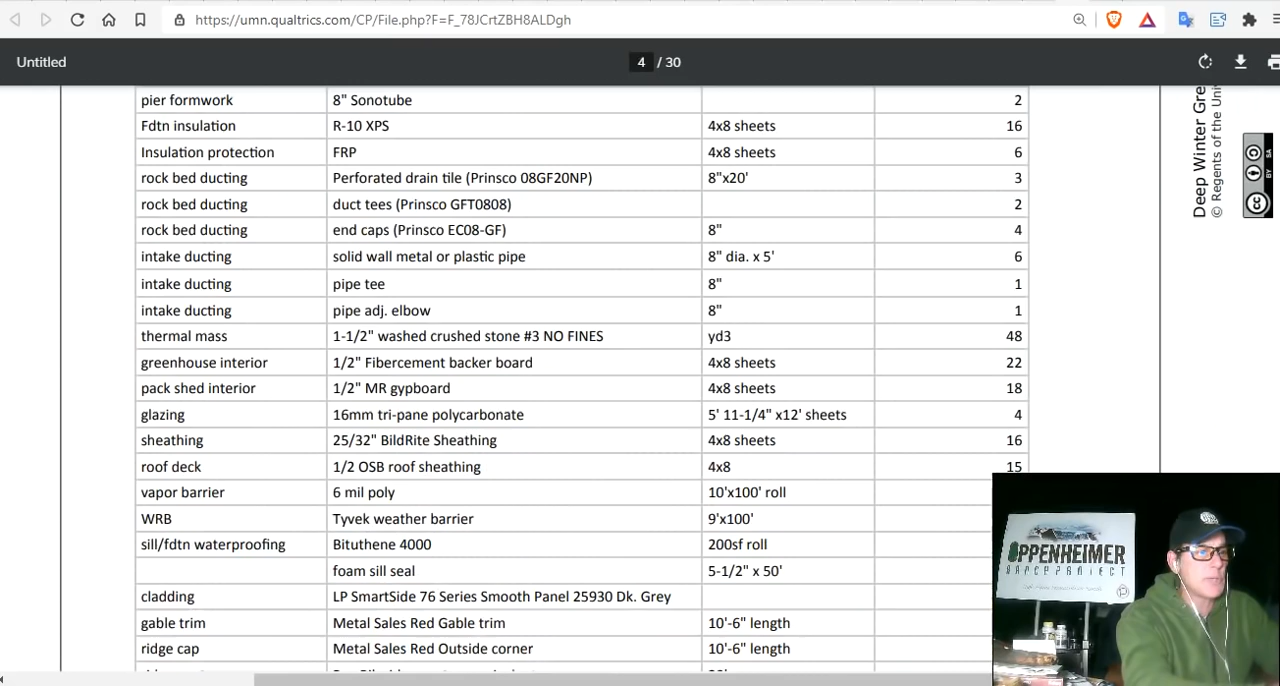 https://umn.qualtrics.com/CP/File.php?F=F_78JCrtZBH8ALDgh
Untitled
4 / 30
pier formwork 8" Sonotube 2
Fdtn insulation R-10 XPS 4x8 sheets 16
Insulation protection FRP 4x8 sheets 6
rock bed ducting Perforated drain tile (Prinsco 08GF20NP) 8"x20' 3
rock bed ducting duct tees (Prinsco GFT0808) 2
rock bed ducting end caps (Prinsco EC08-GF) 8" 4
intake ducting solid wall metal or plastic pipe 8" dia. x 5' 6
intake ducting pipe tee 8" 1
intake ducting pipe adj. elbow 8" 1
thermal mass 1-1/2" washed crushed stone #3 NO FINES yd3 48
greenhouse interior 1/2" Fibercement backer board 4x8 sheets 22
pack shed interior 1/2" MR gypboard 4x8 sheets 18
glazing 16mm tri-pane polycarbonate 5' 11-1/4" x12' sheets 4
sheathing 25/32" BildRite Sheathing 4x8 sheets 16
roof deck 1/2 OSB roof sheathing 4x8 15
vapor barrier 6 mil poly 10'x100' roll
WRB Tyvek weather barrier 9'x100'
sill/fdtn waterproofing Bituthene 4000 200sf roll
foam sill seal 5-1/2" x 50'
cladding LP SmartSide 76 Series Smooth Panel 25930 Dk. Grey
gable trim Metal Sales Red Gable trim 10'-6" length
ridge cap Metal Sales Red Outside corner 10'-6" length
Deep Winter Gre
© Regents of the Univ
cc
BY SA
OPPENHEIMER
RANCH PROJECT